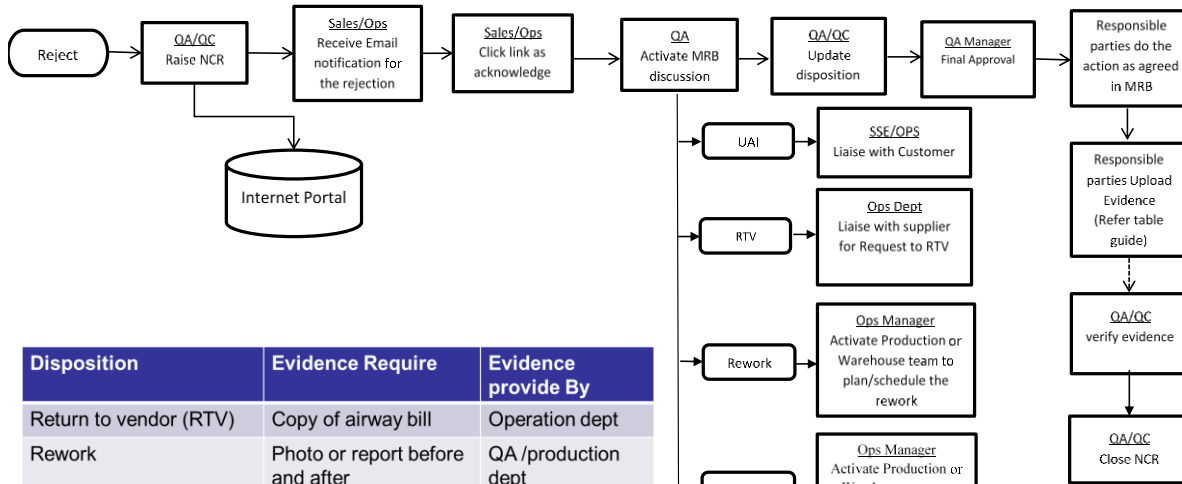 Reject
QA/QC
Raise NCR
Sales/Ops
Receive Email
notification for
the rejection
Sales/Ops
Click link as
acknowledge
QA
Activate MRB
discussion
QA/QC
Update
disposition
QA Manager
Final Approval
Responsible
parties do the
action as agreed
in MRB
Internet Portal
UAI
SSE/OPS
Liaise with Customer
Responsible
parties Upload
Evidence
(Refer table
guide)
RTV
Ops Dept
Liaise with supplier
for Request to RTV
QA/QC
verify evidence
Rework
Ops Manager
Activate Production or
Warehouse team to
plan/schedule the
rework
QA/QC
Close NCR
Ops Manager
Activate Production or
Disposition
Evidence Require
Evidence
provide By
Return to vendor (RTV)
Copy of airway bill
Operation dept
Rework
Photo or report before
and after
QA /production
dept